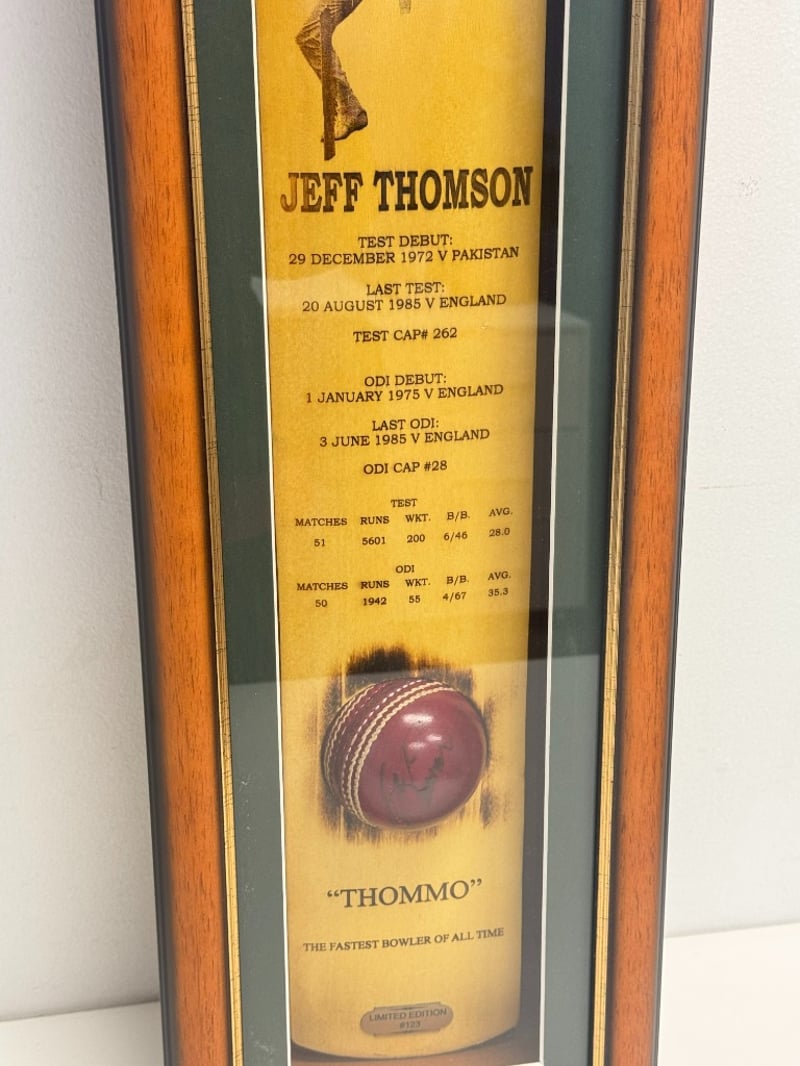 JEFF THOMSON
TEST DEBUT:
29 DECEMBER 1972 V PAKISTAN
LAST TEST:
20 AUGUST 1985 V ENGLAND
TEST CAP# 262
ODI DEBUT:
1 JANUARY 1975 V ENGLAND
LAST ODI:
3 JUNE 1985 V ENGLAND
ODI CAP #28
TEST
MATCHES RUNS WKT. B/B. AVG.
51 5601 200 6/46 28.0
ODI
MATCHES RUNS WKT. B/B. AVG.
50 1942 55 4/67 35.3
“THOMMO”
THE FASTEST BOWLER OF ALL TIME
LIMITED EDITION
#123